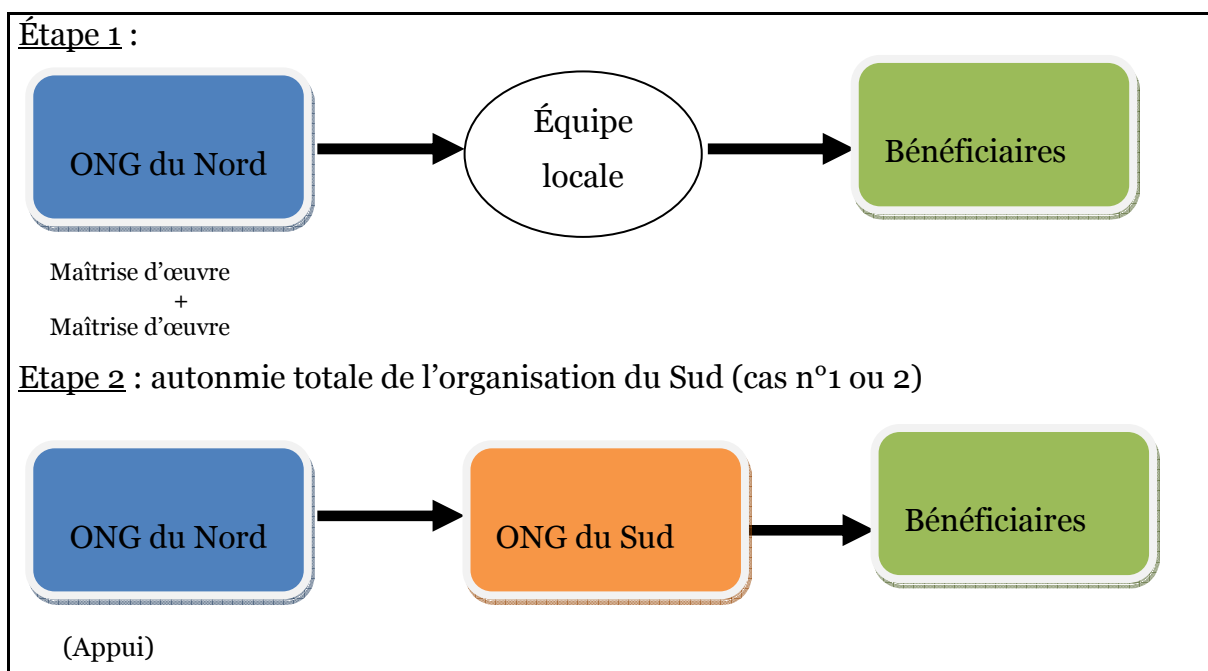 Étape 1 :
ONG du Nord
Équipe
locale
Bénéficiaires
Maîtrise d’œuvre
+
Maîtrise d’œuvre
Etape 2 : autonmie totale de l’organisation du Sud (cas n°1 ou 2)
ONG du Nord
ONG du Sud
Bénéficiaires
(Appui)